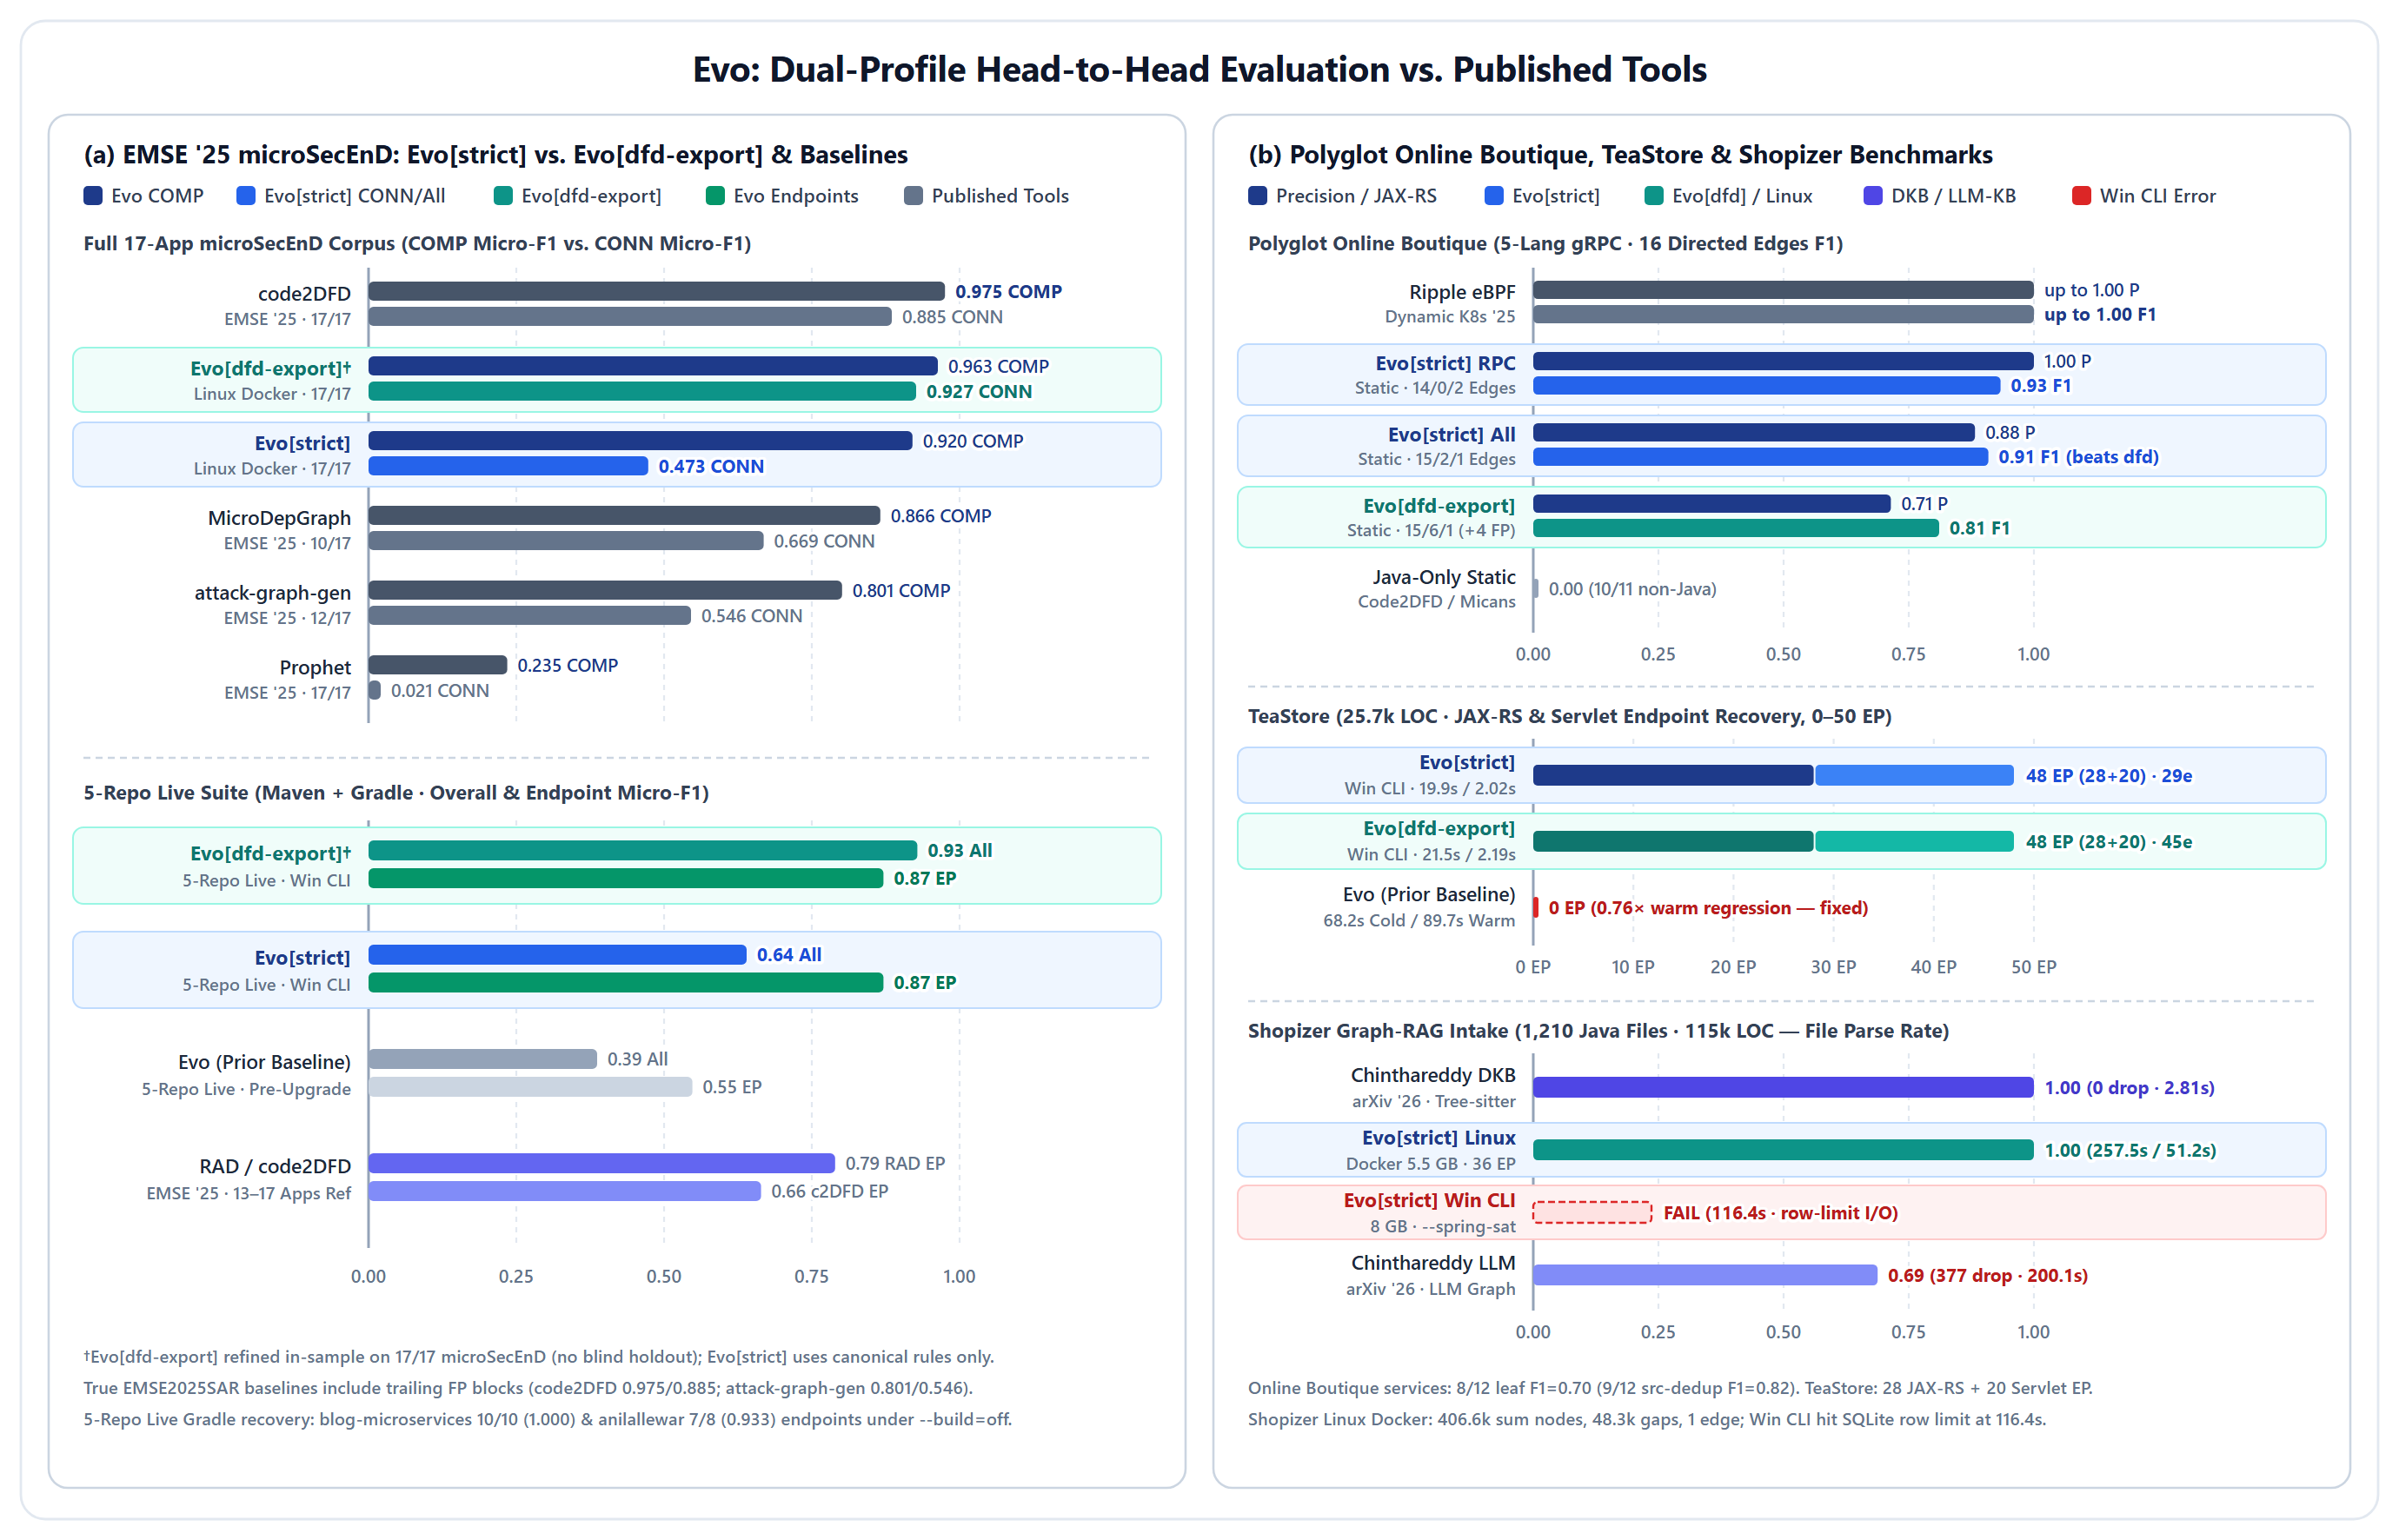 Evo: Dual-Profile Head-to-Head Evaluation vs. Published Tools
(a) EMSE '25 microSecEnD: Evo[strict] vs. Evo[dfd-export] & Baselines
Evo COMP
Evo[strict] CONN/All
Evo[dfd-export]
Evo Endpoints
Published Tools
Full 17-App microSecEnD Corpus (COMP Micro-F1 vs. CONN Micro-F1)
code2DFD
EMSE '25 · 17/17
0.975 COMP
0.885 CONN
Evo[dfd-export]†
Linux Docker · 17/17
0.963 COMP
0.927 CONN
Evo[strict]
Linux Docker · 17/17
0.920 COMP
0.473 CONN
MicroDepGraph
EMSE '25 · 10/17
0.866 COMP
0.669 CONN
attack-graph-gen
EMSE '25 · 12/17
0.801 COMP
0.546 CONN
Prophet
EMSE '25 · 17/17
0.235 COMP
0.021 CONN
5-Repo Live Suite (Maven + Gradle · Overall & Endpoint Micro-F1)
Evo[dfd-export]†
5-Repo Live · Win CLI
0.93 All
0.87 EP
Evo[strict]
5-Repo Live · Win CLI
0.64 All
0.87 EP
Evo (Prior Baseline)
5-Repo Live · Pre-Upgrade
0.39 All
0.55 EP
RAD / code2DFD
EMSE '25 · 13–17 Apps Ref
0.79 RAD EP
0.66 c2DFD EP
0.00 0.25 0.50 0.75 1.00
†Evo[dfd-export] refined in-sample on 17/17 microSecEnD (no blind holdout); Evo[strict] uses canonical rules only.
True EMSE2025SAR baselines include trailing FP blocks (code2DFD 0.975/0.885; attack-graph-gen 0.801/0.546).
5-Repo Live Gradle recovery: blog-microservices 10/10 (1.000) & anilallewar 7/8 (0.933) endpoints under --build=off.
(b) Polyglot Online Boutique, TeaStore & Shopizer Benchmarks
Precision / JAX-RS
Evo[strict]
Evo[dfd] / Linux
DKB / LLM-KB
Win CLI Error
Polyglot Online Boutique (5-Lang gRPC · 16 Directed Edges F1)
Ripple eBPF
Dynamic K8s '25
up to 1.00 P
up to 1.00 F1
Evo[strict] RPC
Static · 14/0/2 Edges
1.00 P
0.93 F1
Evo[strict] All
Static · 15/2/1 Edges
0.88 P
0.91 F1 (beats dfd)
Evo[dfd-export]
Static · 15/6/1 (+4 FP)
0.71 P
0.81 F1
Java-Only Static
Code2DFD / Micans
0.00 (10/11 non-Java)
0.00 0.25 0.50 0.75 1.00
TeaStore (25.7k LOC · JAX-RS & Servlet Endpoint Recovery, 0–50 EP)
Evo[strict]
Win CLI · 19.9s / 2.02s
48 EP (28+20) · 29e
Evo[dfd-export]
Win CLI · 21.5s / 2.19s
48 EP (28+20) · 45e
Evo (Prior Baseline)
68.2s Cold / 89.7s Warm
0 EP (0.76× warm regression — fixed)
0 EP 10 EP 20 EP 30 EP 40 EP 50 EP
Shopizer Graph-RAG Intake (1,210 Java Files · 115k LOC — File Parse Rate)
Chinthareddy DKB
arXiv '26 · Tree-sitter
1.00 (0 drop · 2.81s)
Evo[strict] Linux
Docker 5.5 GB · 36 EP
1.00 (257.5s / 51.2s)
Evo[strict] Win CLI
8 GB · --spring-sat
FAIL (116.4s · row-limit I/O)
Chinthareddy LLM
arXiv '26 · LLM Graph
0.69 (377 drop · 200.1s)
0.00 0.25 0.50 0.75 1.00
Online Boutique services: 8/12 leaf F1=0.70 (9/12 src-dedup F1=0.82). TeaStore: 28 JAX-RS + 20 Servlet EP.
Shopizer Linux Docker: 406.6k sum nodes, 48.3k gaps, 1 edge; Win CLI hit SQLite row limit at 116.4s.